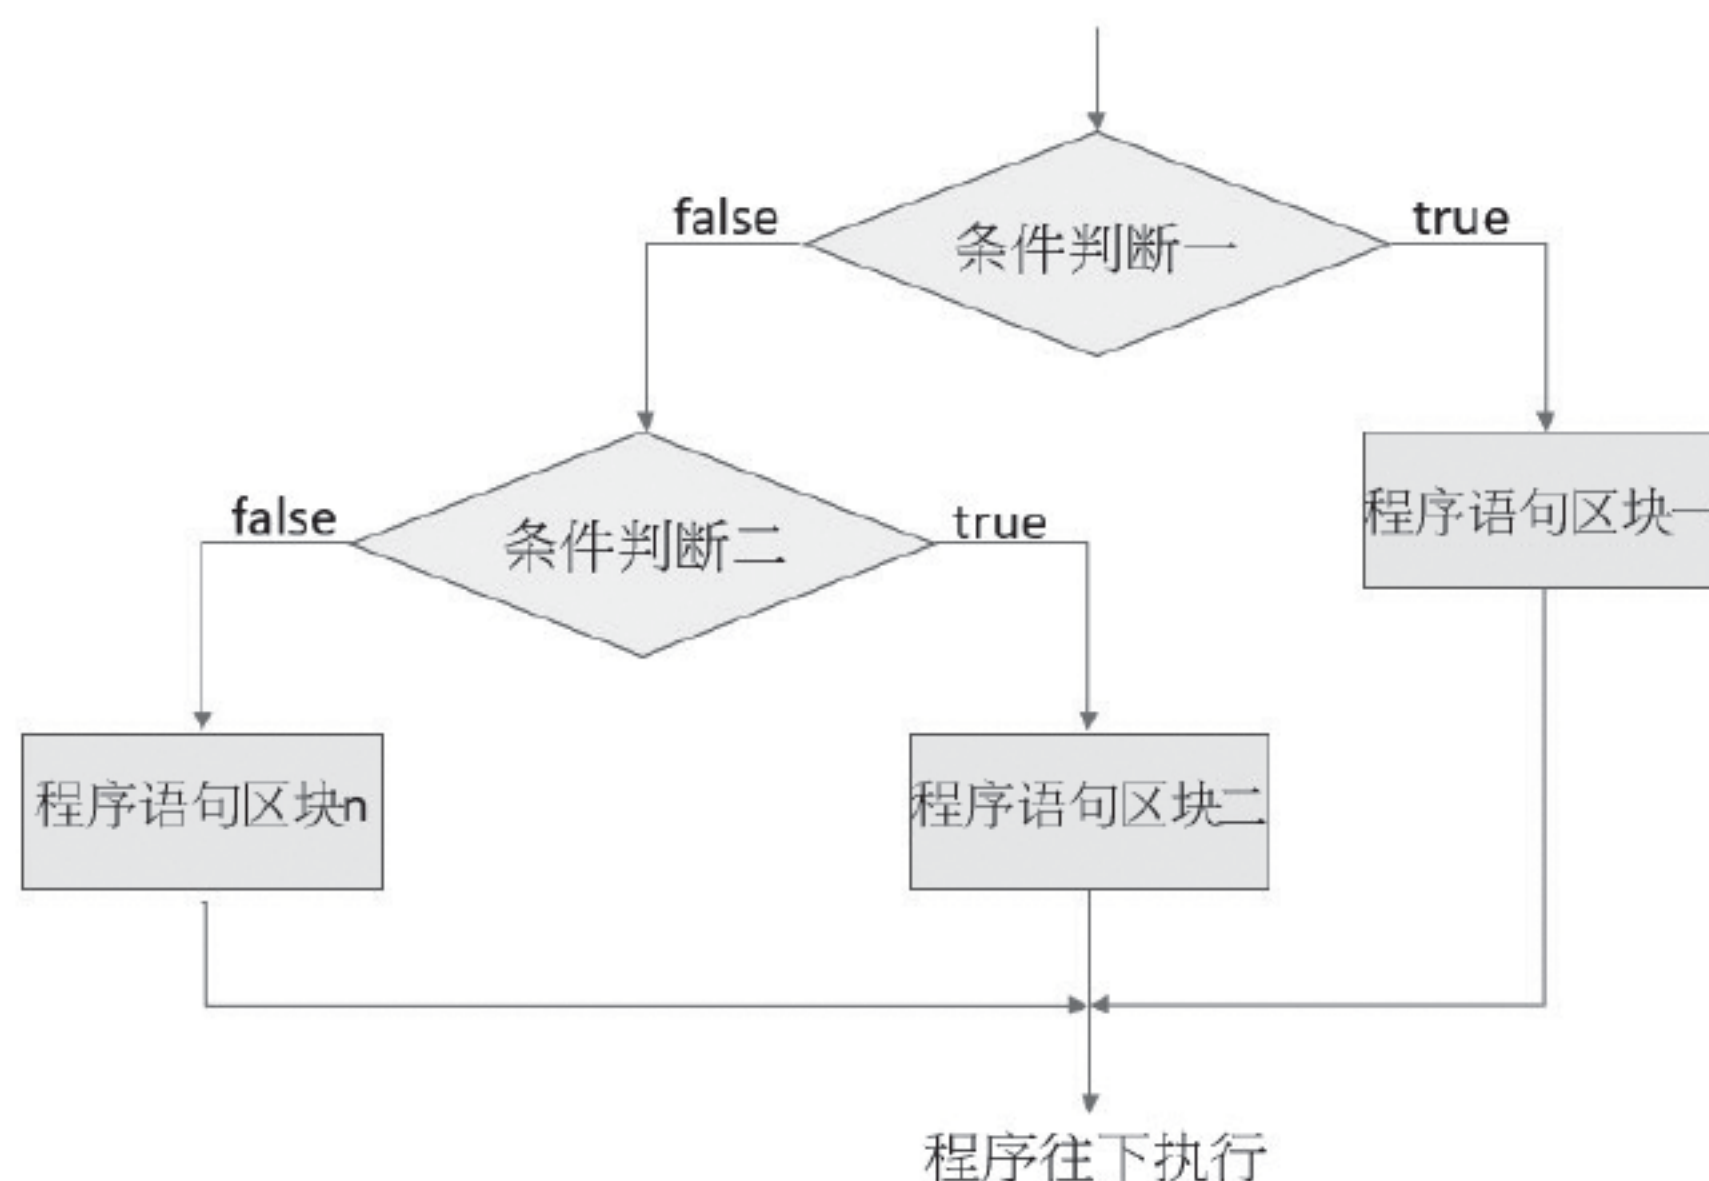 false
条件判断一
true
false
条件判断二
true
程序语句区块一
程序语句区块n
程序语句区块二
程序往下执行